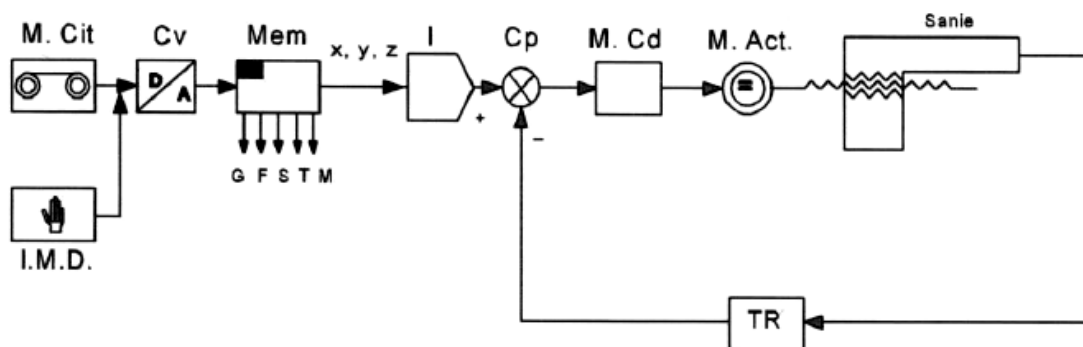 M. Cit
Cv
Mem
x, y, z
I
Cp
M. Cd
M. Act.
Sanie
D
A
=
+
−
G F S T M
I.M.D.
TR